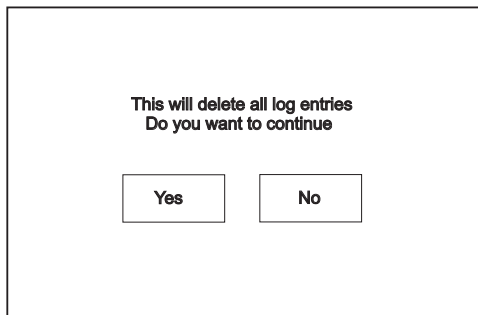 This will delete all log entries
Do you want to continue
Yes
No